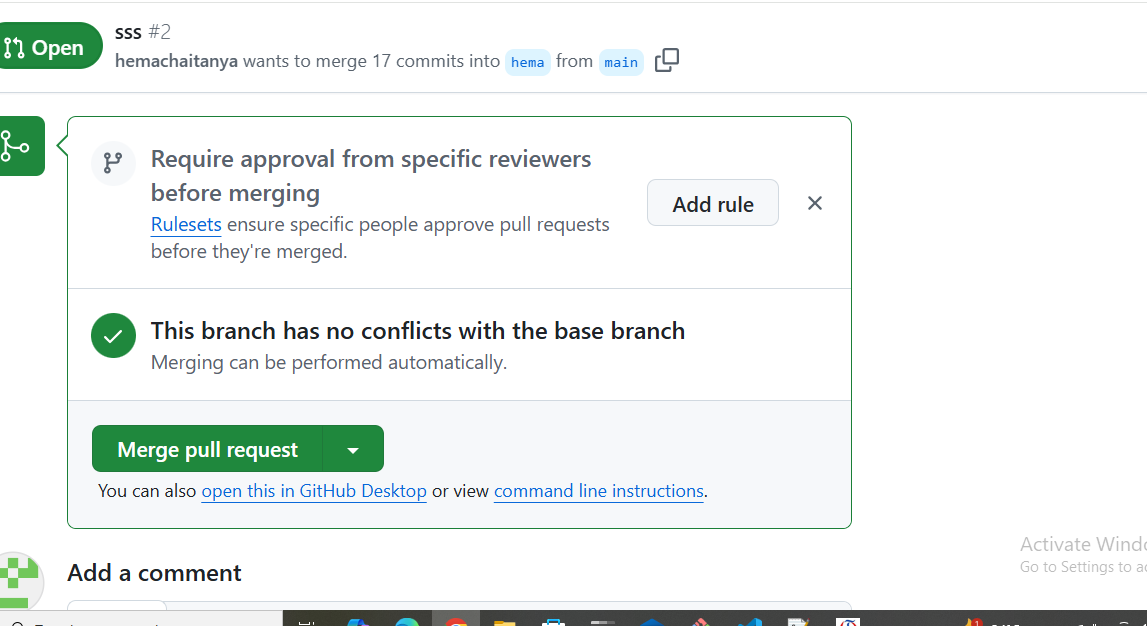 Open
sss #2
hemachaitanya wants to merge 17 commits into hema from main
Require approval from specific reviewers
before merging
Rulesets ensure specific people approve pull requests
before they're merged.
Add rule
This branch has no conflicts with the base branch
Merging can be performed automatically.
Merge pull request
You can also open this in GitHub Desktop or view command line instructions.
Activate Windo
Go to Settings to ac
Add a comment
1